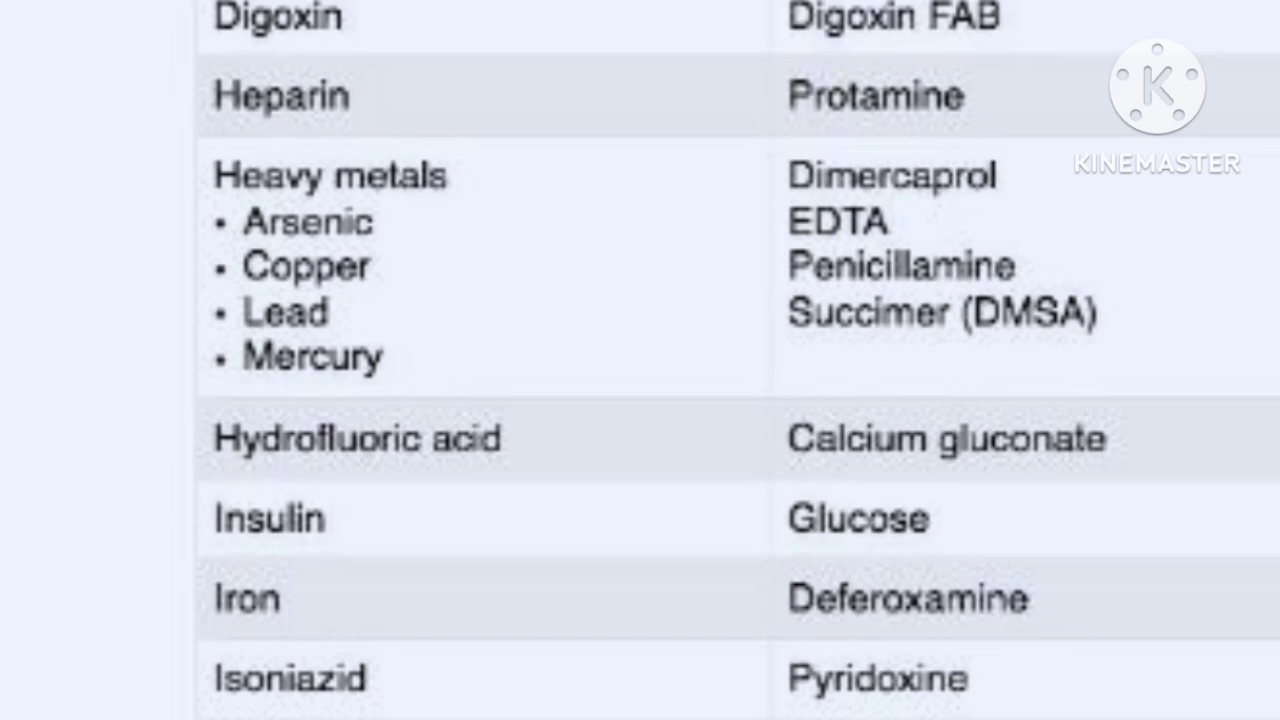 Digoxin Digoxin FAB
Heparin Protamine
K
KINEMASTER
Heavy metals Dimercaprol
• Arsenic EDTA
• Copper Penicillamine
• Lead Succimer (DMSA)
• Mercury
Hydrofluoric acid Calcium gluconate
Insulin Glucose
Iron Deferoxamine
Isoniazid Pyridoxine